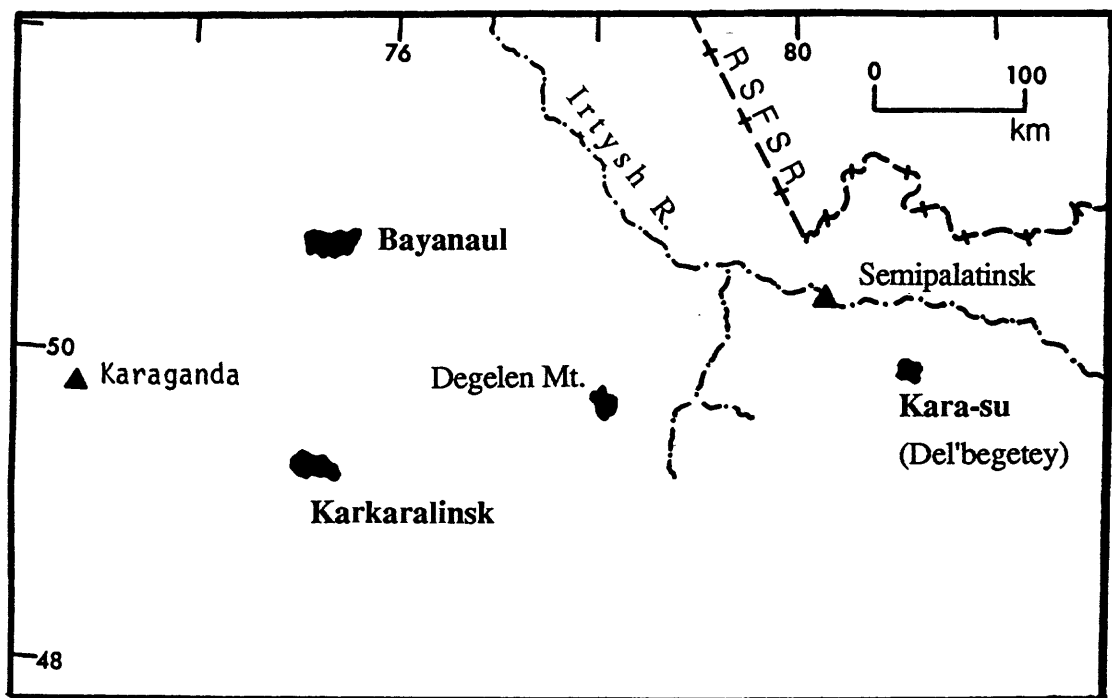 76
80
0
100
km
RSFSR
Irtysh R.
Bayanaul
Semipalatinsk
50
Karaganda
Degelen Mt.
Kara-su
(Del'begetey)
Karkaralinsk
48